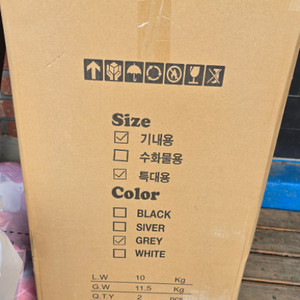 Size
기내용
수화물용
특대용
Color
BLACK
SIVER
GREY
WHITE
L.W 10 Kg
G.W 11.5 Kg
Q.T.Y 2 pcs